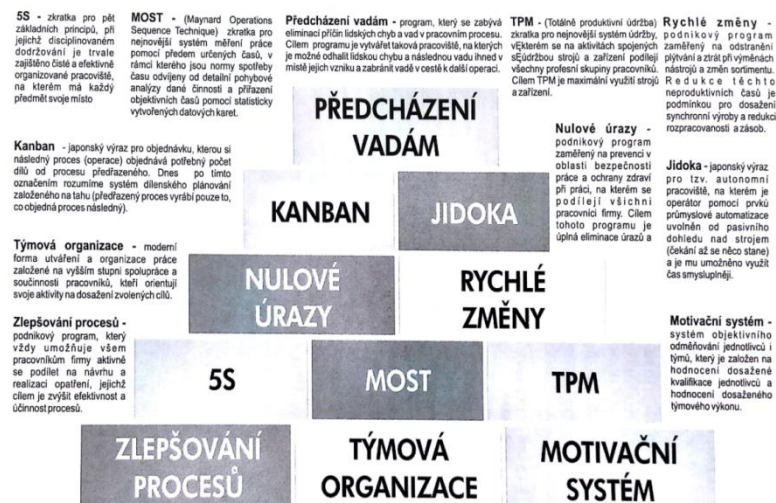 5S - zkratka pro pět
základních principů, při
jejichž disciplinovaném
dodržování je trvale
zajištěno čisté a efektivně
organizované pracoviště,
na kterém má každý
předmět svoje místo
MOST - (Maynard Operations
Sequence Technique) zkratka pro
nejnovější systém měření práce
pomocí předem určených časů, v
rámci kterého jsou normy spotřeby
času odvíjeny od detailní pohybové
analýzy dané činnosti a přiřazení
objektivních časů pomocí statisticky
vytvořených datových karet.
Předcházení vadám - program, který se zabývá
eliminací příčin lidských chyb a vad v pracovním procesu.
Cílem programu je vytvářet taková pracoviště, na kterých
je možné odhalit lidskou chybu a následnou vadu ihned v
místě jejich vzniku a zabránit vadě v cestě k další operaci.
TPM - (Totálně produktivní údržba)
zkratka pro nejnovější systém údržby,
vEkterém se na aktivitách spojených
sEúdržbou strojů a zařízení podílejí
všechny profesní skupiny pracovníků.
Cílem TPM je maximální využití strojů
a zařízení.
Rychlé změny -
podnikový program
zaměřený na odstranění
plýtvání a ztrát při výměnách
nástrojů a změn sortimentu.
Redukce těchto
neproduktivních časů je
podmínkou pro dosažení
synchronní výroby a redukci
rozpracovanosti a zásob.
Kanban - japonský výraz pro objednávku, kterou si
následný proces (operace) objednává potřebný počet
dílů od procesu předřazeného. Dnes po tímto
označením rozumíme systém dílenského plánování
založeného na tahu (předřazený proces vyrábí pouze to,
co objedná proces následný).
Týmová organizace - moderní
forma utváření a organizace práce
založené na vyšším stupni spolupráce a
součinnosti pracovníků, kteří orientují
svoje aktivity na dosažení zvolených cílů.
Zlepšování procesů -
podnikový program, který
vždy umožňuje všem
pracovníkům firmy aktivně
se podílet na návrhu a
realizaci opatření, jejichž
cílem je zvýšit efektivnost a
účinnost procesů.
Nulové úrazy -
podnikový program
zaměřený na prevenci v
oblasti bezpečnosti
práce a ochrany zdraví
při práci, na kterém se
podílejí všichni
pracovníci firmy. Cílem
tohoto programu je
úplná eliminace úrazů a
Jidoka - japonský výraz
pro tzv. autonomní
pracoviště, na kterém je
operátor pomocí prvků
průmyslové automatizace
uvolněn od pasivního
dohledu nad strojem
(čekání až se něco stane)
a je mu umožněno využít
čas smysluplněji.
Motivační systém -
systém objektivního
odměňování jednotlivců i
týmů, který je založen na
hodnocení dosažené
kvalifikace jednotlivců a
hodnocení dosaženého
týmového výkonu.
PŘEDCHÁZENÍ
VADÁM
KANBAN
JIDOKA
NULOVÉ
ÚRAZY
RYCHLÉ
ZMĚNY
5S
MOST
TPM
ZLEPŠOVÁNÍ
PROCESŮ
TÝMOVÁ
ORGANIZACE
MOTIVAČNÍ
SYSTÉM